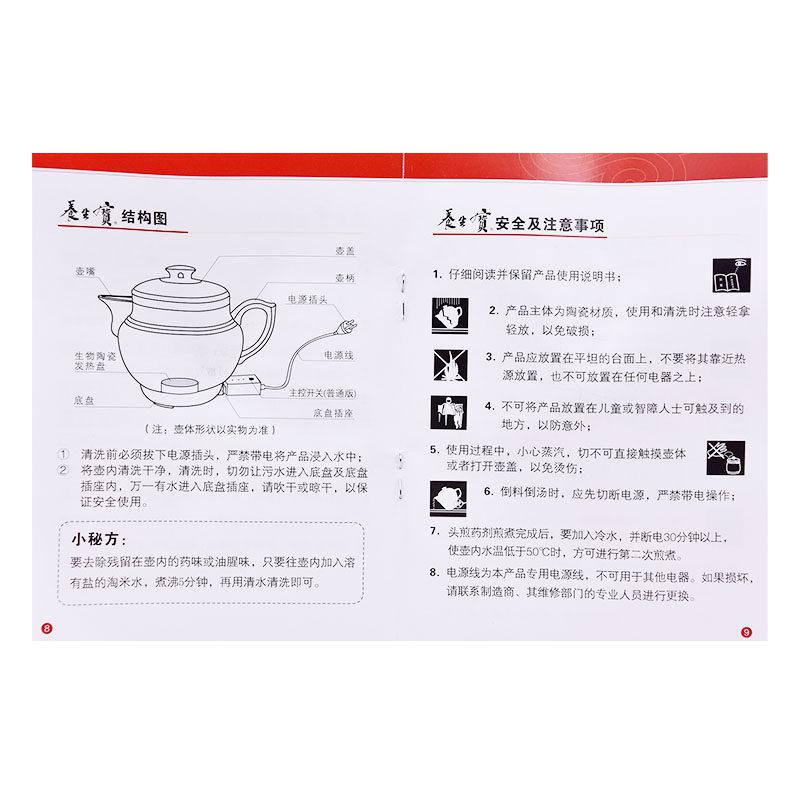 養生寶 结构图
壶盖
壶嘴
壶柄
电源插头
生物陶瓷
发热盘
电源线
主控开关(普通版)
底盘
底盘插座
(注：壶体形状以实物为准)
① 清洗前必须拔下电源插头，严禁带电将产品浸入水中；
② 将壶内清洗干净，清洗时，切勿让污水进入底盘及底盘
插座内，万一有水进入底盘插座，请吹干或晾干，以保
证安全使用。
小秘方：
要去除残留在壶内的药味或油腥味，只要往壶内加入溶
有盐的淘米水，煮沸5分钟，再用清水清洗即可。
8
養生寶 安全及注意事项
1. 仔细阅读并保留产品使用说明书；
2. 产品主体为陶瓷材质，使用和清洗时注意轻拿
轻放，以免破损；
3. 产品应放置在平坦的台面上，不要将其靠近热
源放置，也不可放置在任何电器之上；
4. 不可将产品放置在儿童或智障人士可触及到的
地方，以防意外；
5. 使用过程中，小心蒸汽，切不可直接触摸壶体
或者打开壶盖，以免烫伤；
6. 倒料倒汤时，应先切断电源，严禁带电操作；
7. 头煎药剂煎煮完成后，要加入冷水，并断电30分钟以上，
使壶内水温低于50℃时，方可进行第二次煎煮。
8. 电源线为本产品专用电源线，不可用于其他电器。如果损坏，
请联系制造商、其维修部门的专业人员进行更换。
9